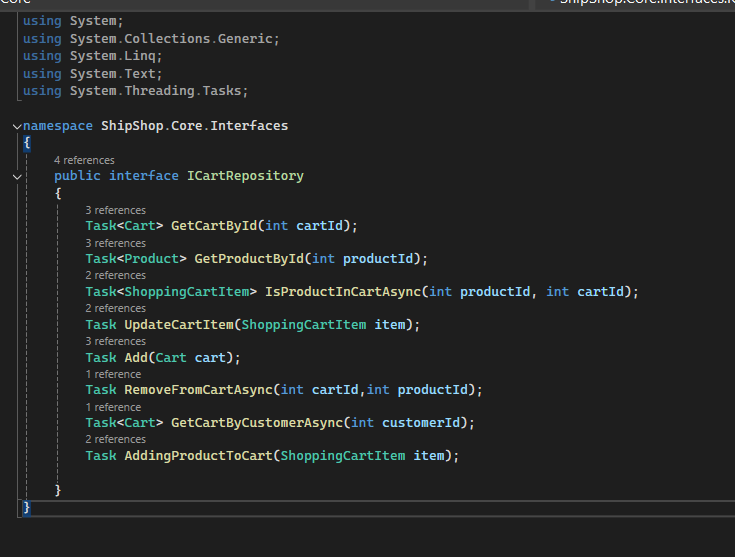 Core
ShipShop.Core.Interfaces.
using System;
using System.Collections.Generic;
using System.Linq;
using System.Text;
using System.Threading.Tasks;
namespace ShipShop.Core.Interfaces
{
4 references
public interface ICartRepository
{
3 references
Task<Cart> GetCartById(int cartId);
3 references
Task<Product> GetProductById(int productId);
2 references
Task<ShoppingCartItem> IsProductInCartAsync(int productId, int cartId);
2 references
Task UpdateCartItem(ShoppingCartItem item);
3 references
Task Add(Cart cart);
1 reference
Task RemoveFromCartAsync(int cartId,int productId);
1 reference
Task<Cart> GetCartByCustomerAsync(int customerId);
2 references
Task AddingProductToCart(ShoppingCartItem item);
}
}